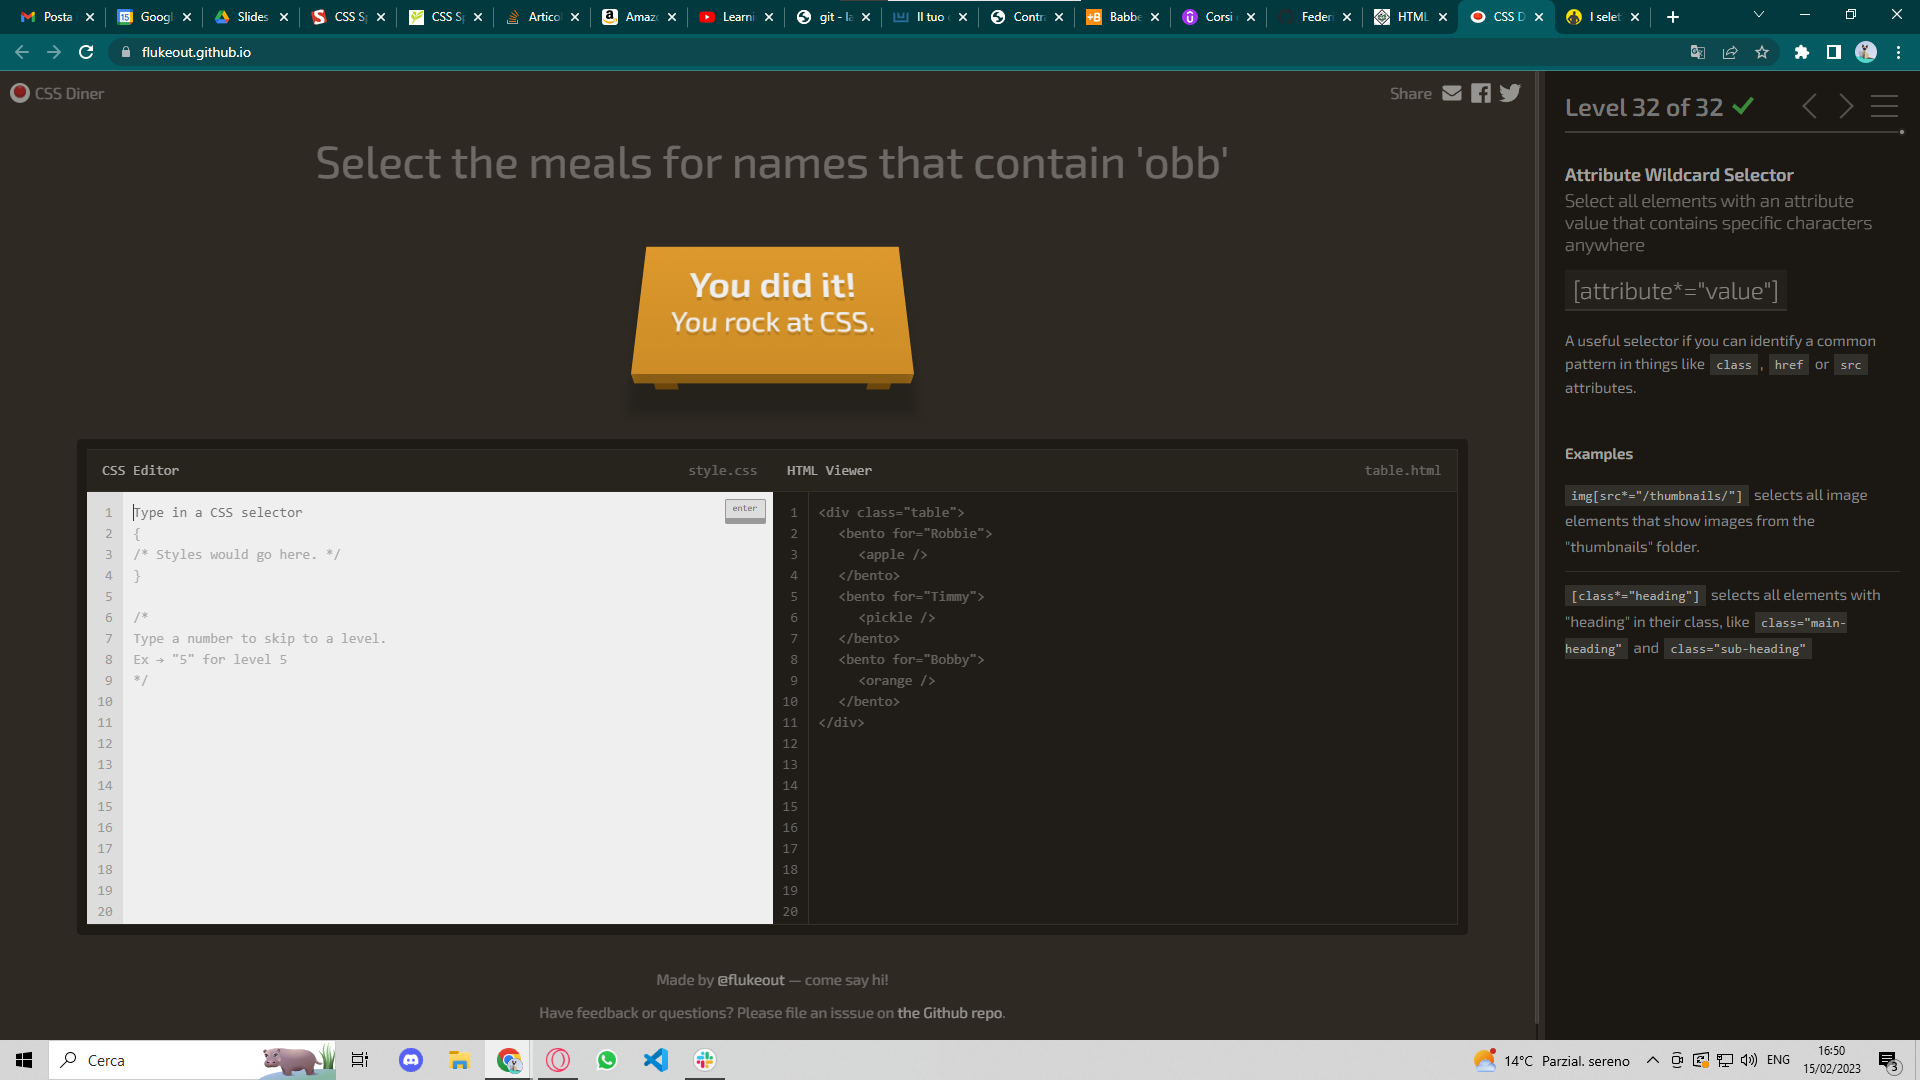 Posta
Googl
Slides
CSS S
CSS S
Artico
Amaz
Learni
git - la
Il tuo
Contr
Babbe
Corsi
Federi
HTML
CSS D
I selet
flukeout.github.io
CSS Diner
Share
Select the meals for names that contain 'obb'
You did it!
You rock at CSS.
CSS Editor
style.css
HTML Viewer
table.html
enter
1 Type in a CSS selector
2 {
3 /* Styles would go here. */
4 }
5
6 /*
7 Type a number to skip to a level.
8 Ex → "5" for level 5
9 */
10
11
12
13
14
15
16
17
18
19
20
1 <div class="table">
2 <bento for="Robbie">
3 <apple />
4 </bento>
5 <bento for="Timmy">
6 <pickle />
7 </bento>
8 <bento for="Bobby">
9 <orange />
10 </bento>
11 </div>
12
13
14
15
16
17
18
19
20
Made by @flukeout — come say hi!
Have feedback or questions? Please file an isssue on the Github repo.
Level 32 of 32
Attribute Wildcard Selector
Select all elements with an attribute
value that contains specific characters
anywhere
[attribute*="value"]
A useful selector if you can identify a common
pattern in things like class , href or src
attributes.
Examples
img[src*="/thumbnails/"] selects all image
elements that show images from the
"thumbnails" folder.
[class*="heading"] selects all elements with
"heading" in their class, like class="main-
heading" and class="sub-heading"
Cerca
14°C Parzial. sereno
ENG
16:50
15/02/2023
3